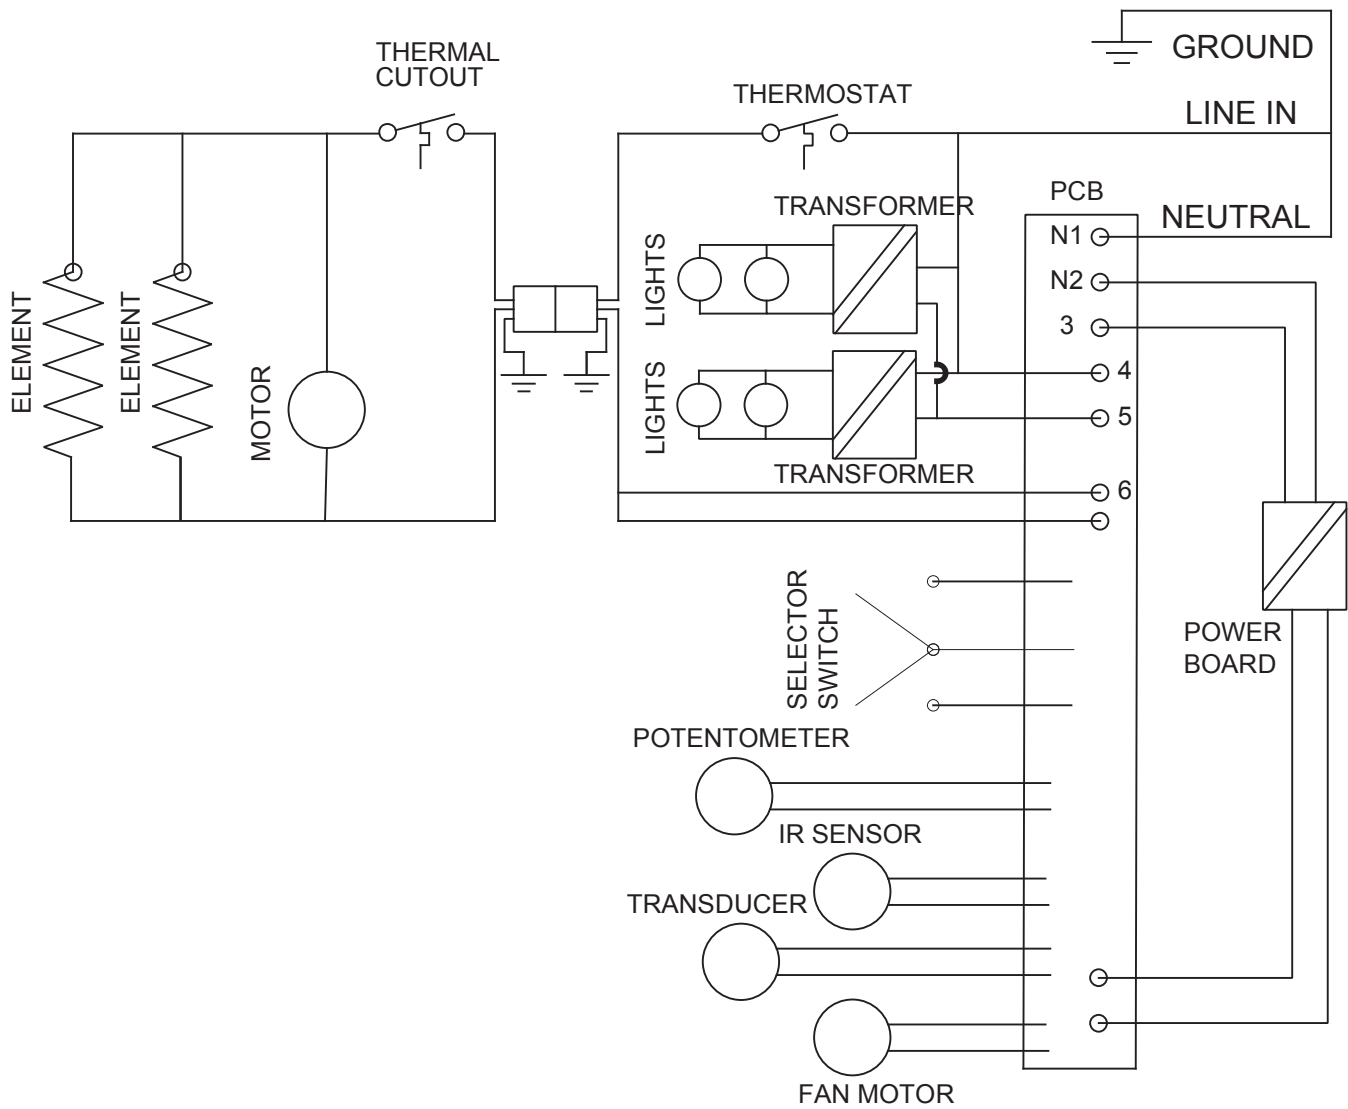 THERMAL
CUTOUT
THERMOSTAT
GROUND
LINE IN
NEUTRAL
PCB
N1
N2
3
4
5
6
TRANSFORMER
LIGHTS
LIGHTS
TRANSFORMER
ELEMENT
ELEMENT
MOTOR
SELECTOR
SWITCH
POWER
BOARD
POTENTOMETER
IR SENSOR
TRANSDUCER
FAN MOTOR